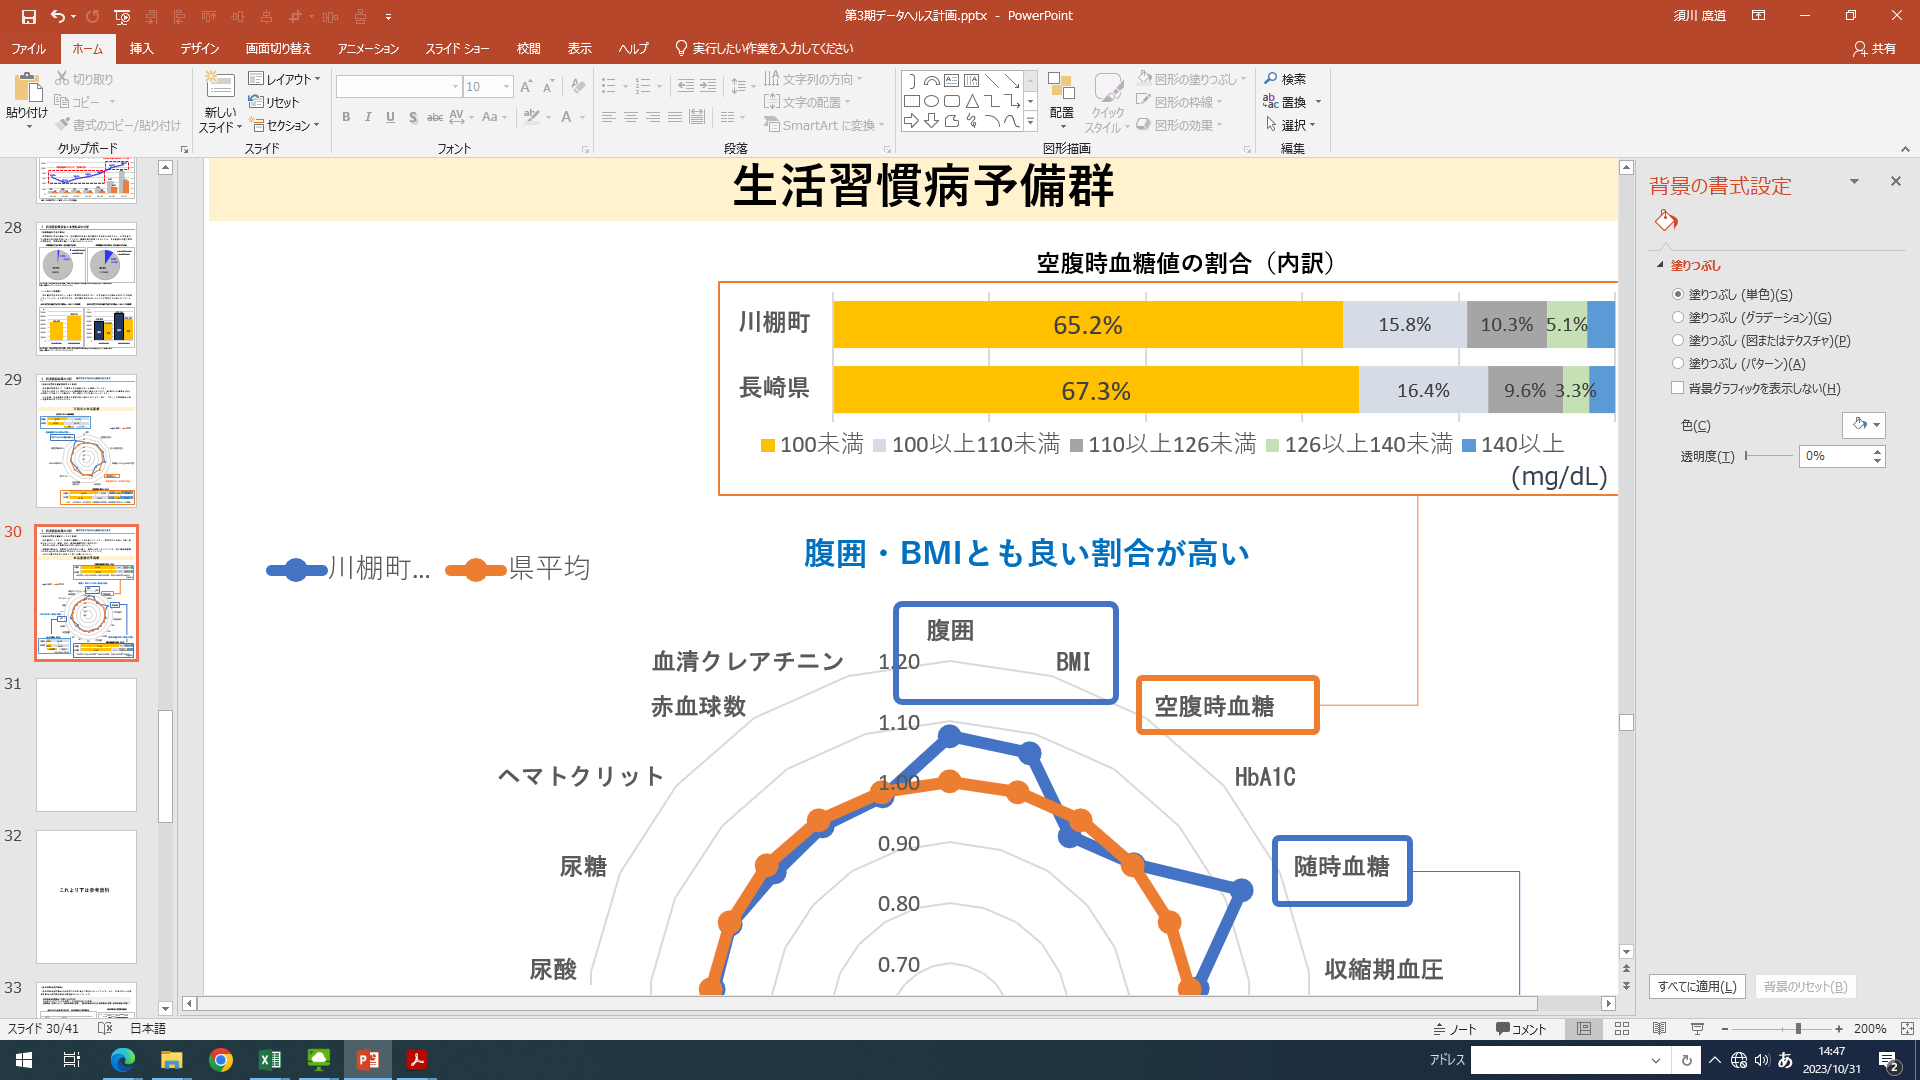 第3期データヘルス計画.pptx - PowerPoint
須川 庹道
ファイル ホーム 挿入 デザイン 画面切り替え アニメーション スライド ショー 校閲 表示 ヘルプ 実行したい作業を入力してください 共有
貼り付け
切り取り
コピー
書式のコピー/貼り付け
クリップボード
新しい
スライド
レイアウト
リセット
セクション
スライド
10
B I U S abc AV Aa
A
フォント
文字列の方向
文字の配置
SmartArt に変換
段落
配置
クイック
スタイル
図形の塗りつぶし
図形の枠線
図形の効果
図形描画
検索
置換
選択
編集
28
29
30
31
32
これより下は参考資料
33
生活習慣病予備群
空腹時血糖値の割合（内訳）
川棚町 65.2% 15.8% 10.3% 5.1%
長崎県 67.3% 16.4% 9.6% 3.3%
100未満 100以上110未満 110以上126未満 126以上140未満 140以上
(mg/dL)
腹囲・BMIとも良い割合が高い
川棚町... 県平均
腹囲
BMI
血清クレアチニン
空腹時血糖
赤血球数
HbA1C
ヘマトクリット
随時血糖
尿糖
収縮期血圧
尿酸
1.20
1.10
1.00
0.90
0.80
0.70
背景の書式設定
塗りつぶし
塗りつぶし (単色)(S)
塗りつぶし (グラデーション)(G)
塗りつぶし (図またはテクスチャ)(P)
塗りつぶし (パターン)(A)
背景グラフィックを表示しない(H)
色(C)
透明度(T) 0%
すべてに適用(L) 背景のリセット(B)
スライド 30/41 日本語
ノート コメント 200%
アドレス
あ
14:47
2023/10/31
2